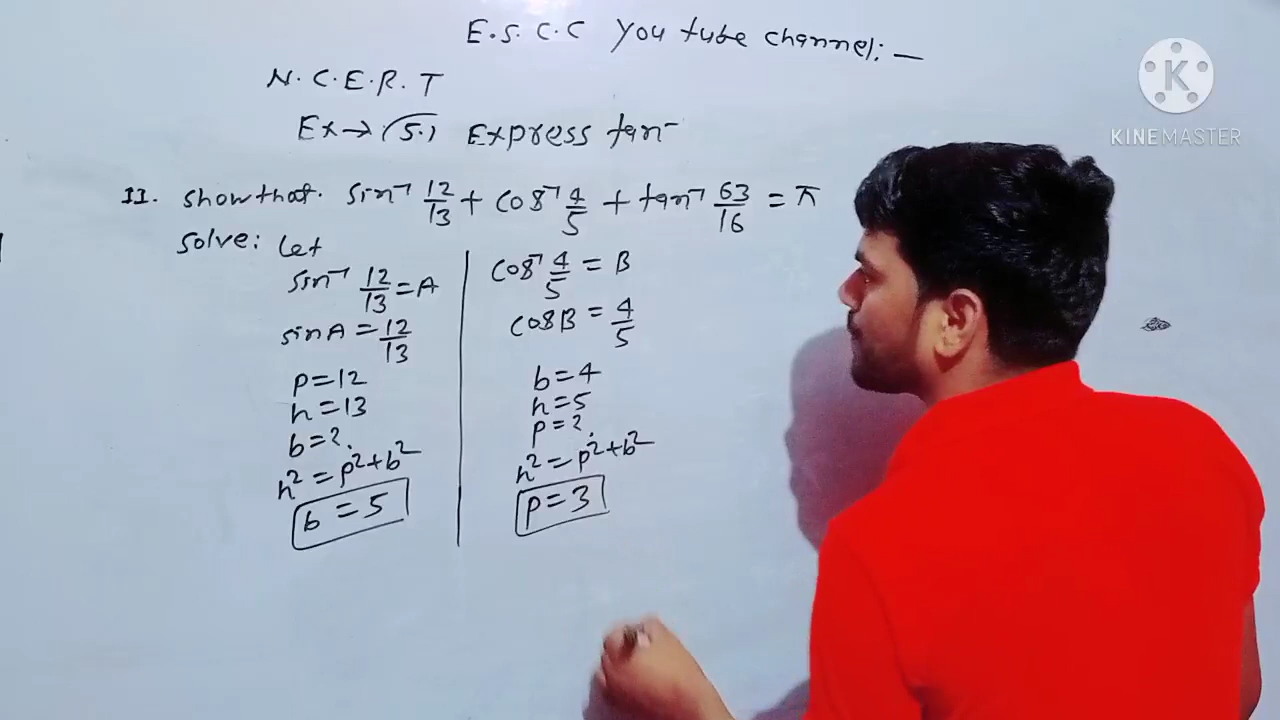 E.S.C.C You tube channel:-
N.C.E.R.T
Ex→(5.) Express tan⁻
II. Show that. sin⁻¹ 12/13 + cos⁻¹ 4/5 + tan⁻¹ 63/16 = π
Solve: Let
sin⁻¹ 12/13 = A
sin A = 12/13
p=12
h=13
b=?.
h²=p²+b²
b=5
cos⁻¹ 4/5 = B
cos B = 4/5
b=4
h=5
p=?.
h²=p²+b²
p=3
K
KINEMASTER